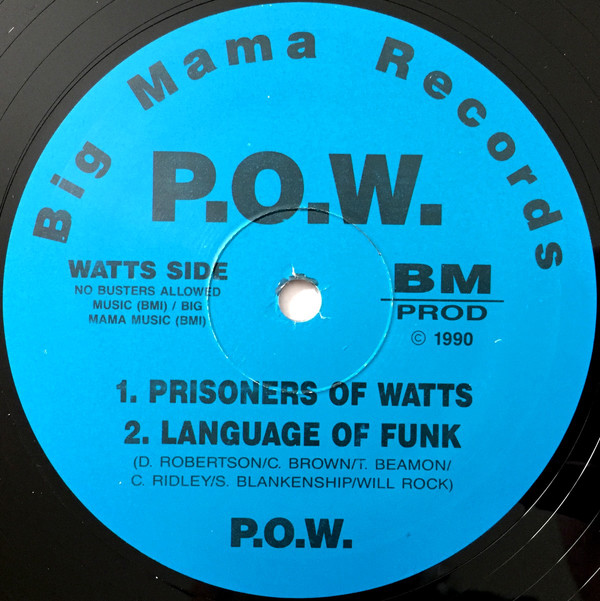 Big Mama Records
P.O.W.
WATTS SIDE
NO BUSTERS ALLOWED
MUSIC (BMI) / BIG
MAMA MUSIC (BMI)
BM
PROD
© 1990
1. PRISONERS OF WATTS
2. LANGUAGE OF FUNK
(D. ROBERTSON/C. BROWN/T. BEAMON/
C. RIDLEY/S. BLANKENSHIP/WILL ROCK)
P.O.W.